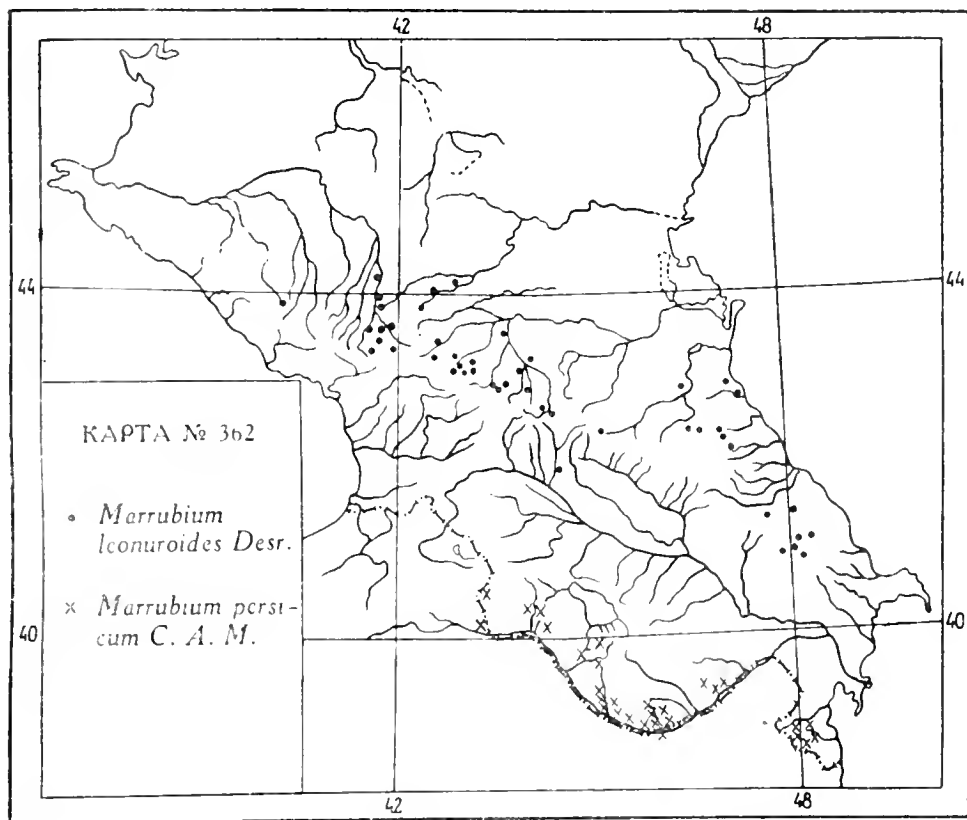 42 48
44 44
КАРТА № 362
• Marrubium
leonuroides Desr.
× Marrubium persi-
cum C. A. M.
40 40
42 48